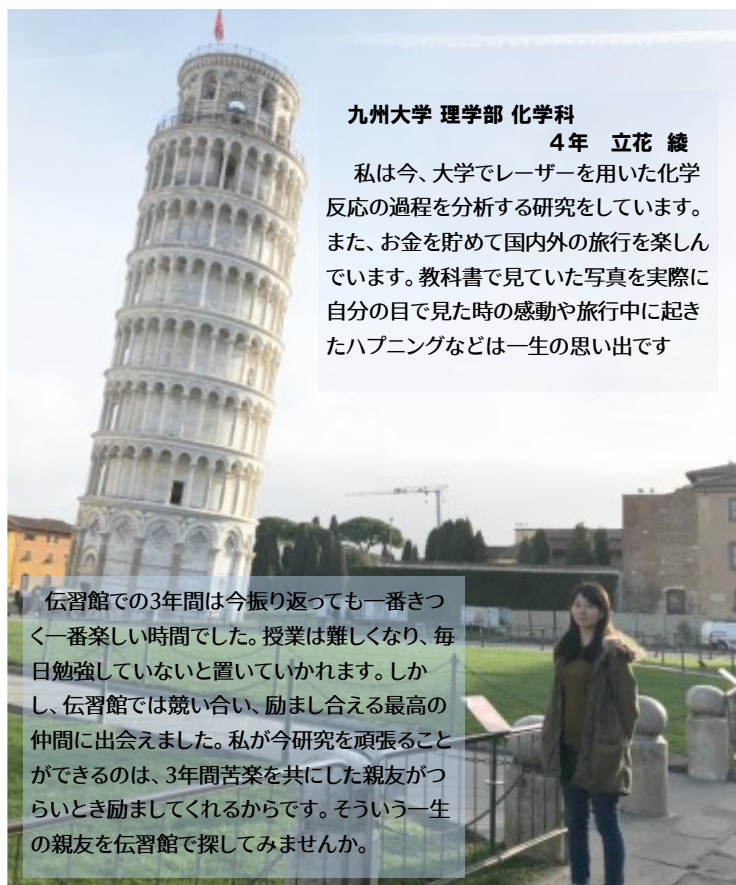 九州大学 理学部 化学科
4年 立花 綾
私は今、大学でレーザーを用いた化学
反応の過程を分析する研究をしています。
また、お金を貯めて国内外の旅行を楽しん
でいます。教科書で見ていた写真を実際に
自分の目で見た時の感動や旅行中に起き
たハプニングなどは一生の思い出です
伝習館での3年間は今振り返っても一番きつ
く一番楽しい時間でした。授業は難しくなり、毎
日勉強していないと置いていかれます。しか
し、伝習館では競い合い、励まし合える最高の
仲間に出会えました。私が今研究を頑張ること
ができるのは、3年間苦楽を共にした親友がつ
らいとき励ましてくれるからです。そういう一生
の親友を伝習館で探してみませんか。